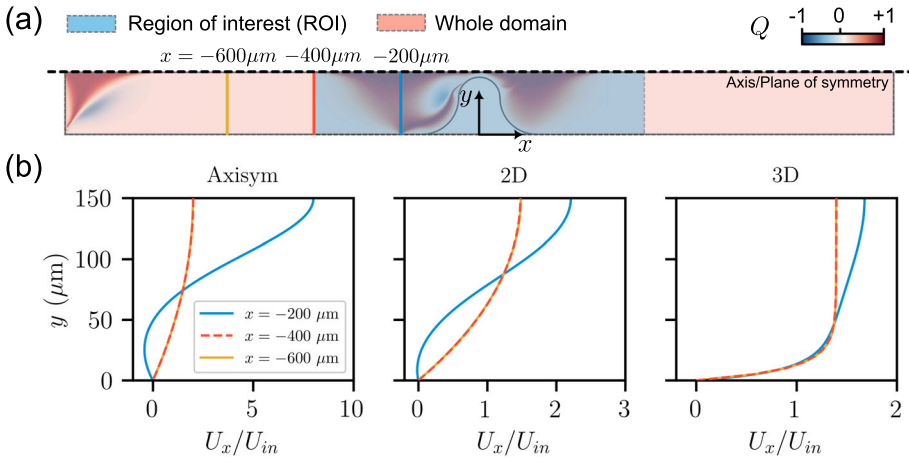 (a) Region of interest (ROI) Whole domain Q -1 0 +1
x = −600μm −400μm −200μm
Axis/Plane of symmetry
y
x
(b) Axisym 2D 3D
y (μm)
150
100
50
0
x = −200 μm
x = −400 μm
x = −600 μm
0 5 10 0 1 2 3 0 1 2
U_x/U_in U_x/U_in U_x/U_in